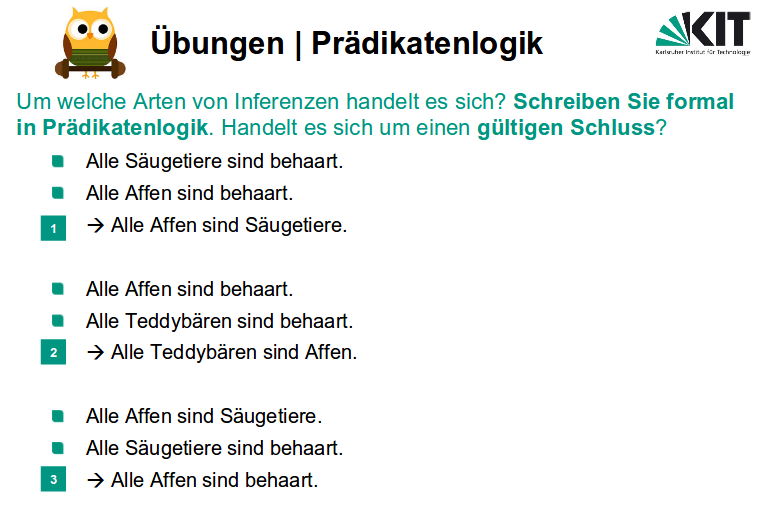 Übungen | Prädikatenlogik
KIT
Karlsruher Institut für Technologie
Um welche Arten von Inferenzen handelt es sich? Schreiben Sie formal
in Prädikatenlogik. Handelt es sich um einen gültigen Schluss?
Alle Säugetiere sind behaart.
Alle Affen sind behaart.
1 → Alle Affen sind Säugetiere.
Alle Affen sind behaart.
Alle Teddybären sind behaart.
2 → Alle Teddybären sind Affen.
Alle Affen sind Säugetiere.
Alle Säugetiere sind behaart.
3 → Alle Affen sind behaart.